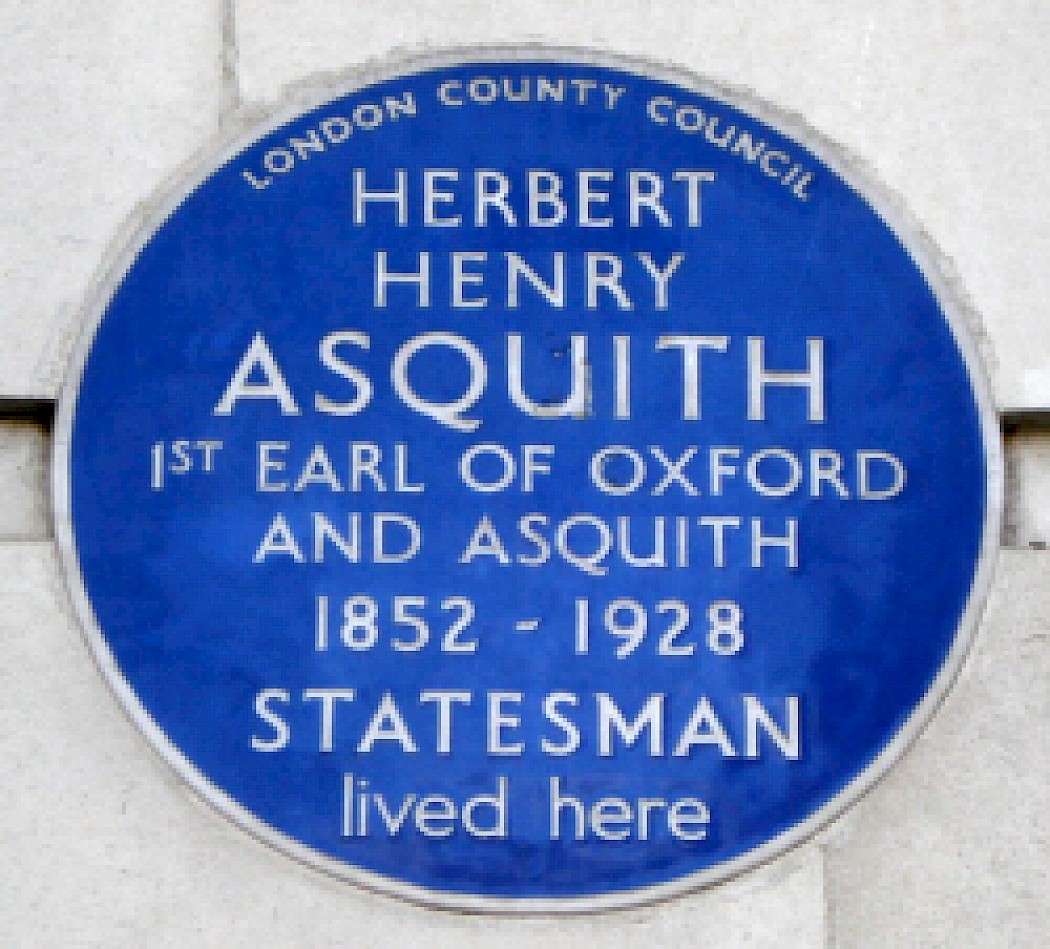 LONDON COUNTY COUNCIL
HERBERT
HENRY
ASQUITH
1ST EARL OF OXFORD
AND ASQUITH
1852 - 1928
STATESMAN
lived here